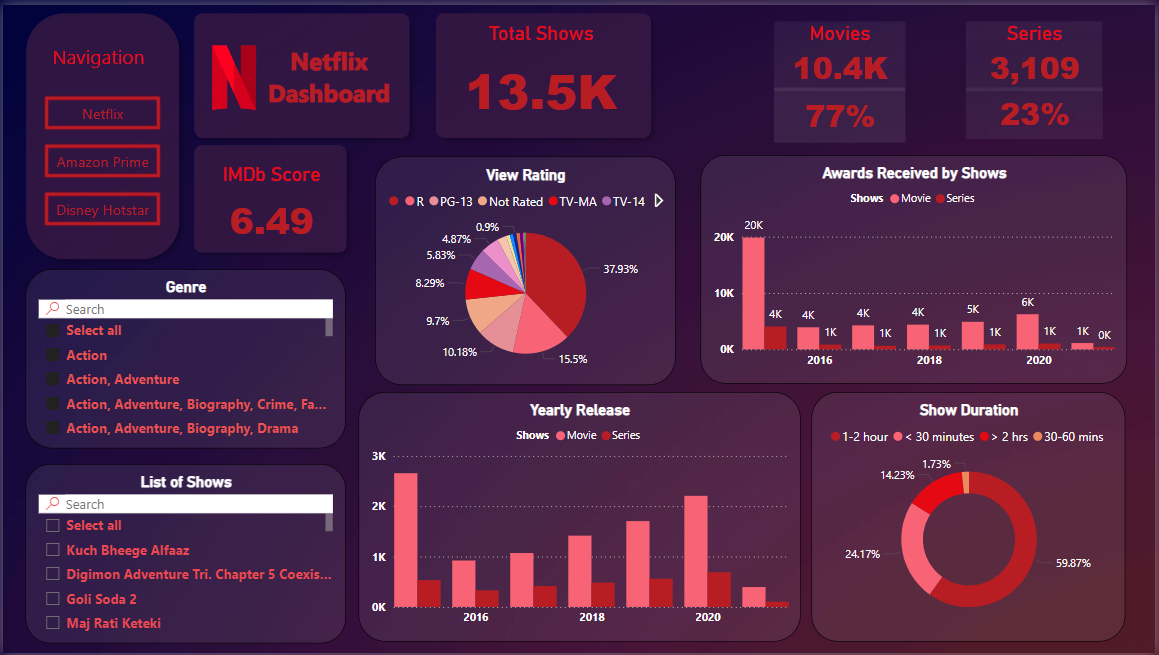 Navigation
Netflix
Amazon Prime
Disney Hotstar
N
Netflix
Dashboard
Total Shows
13.5K
Movies
10.4K
77%
Series
3,109
23%
IMDb Score
6.49
View Rating
R PG-13 Not Rated TV-MA TV-14
0.9%
4.87%
5.83%
8.29%
9.7%
10.18%
15.5%
37.93%
Awards Received by Shows
Shows Movie Series
20K
10K
0K
20K
4K
4K
1K
4K
1K
4K
1K
5K
1K
6K
1K
1K
0K
2016 2018 2020
Genre
Search
Select all
Action
Action, Adventure
Action, Adventure, Biography, Crime, Fa...
Action, Adventure, Biography, Drama
List of Shows
Search
Select all
Kuch Bheege Alfaaz
Digimon Adventure Tri. Chapter 5 Coexis...
Goli Soda 2
Maj Rati Keteki
Yearly Release
Shows Movie Series
3K
2K
1K
0K
2016 2018 2020
Show Duration
1-2 hour < 30 minutes > 2 hrs 30-60 mins
1.73%
14.23%
24.17%
59.87%